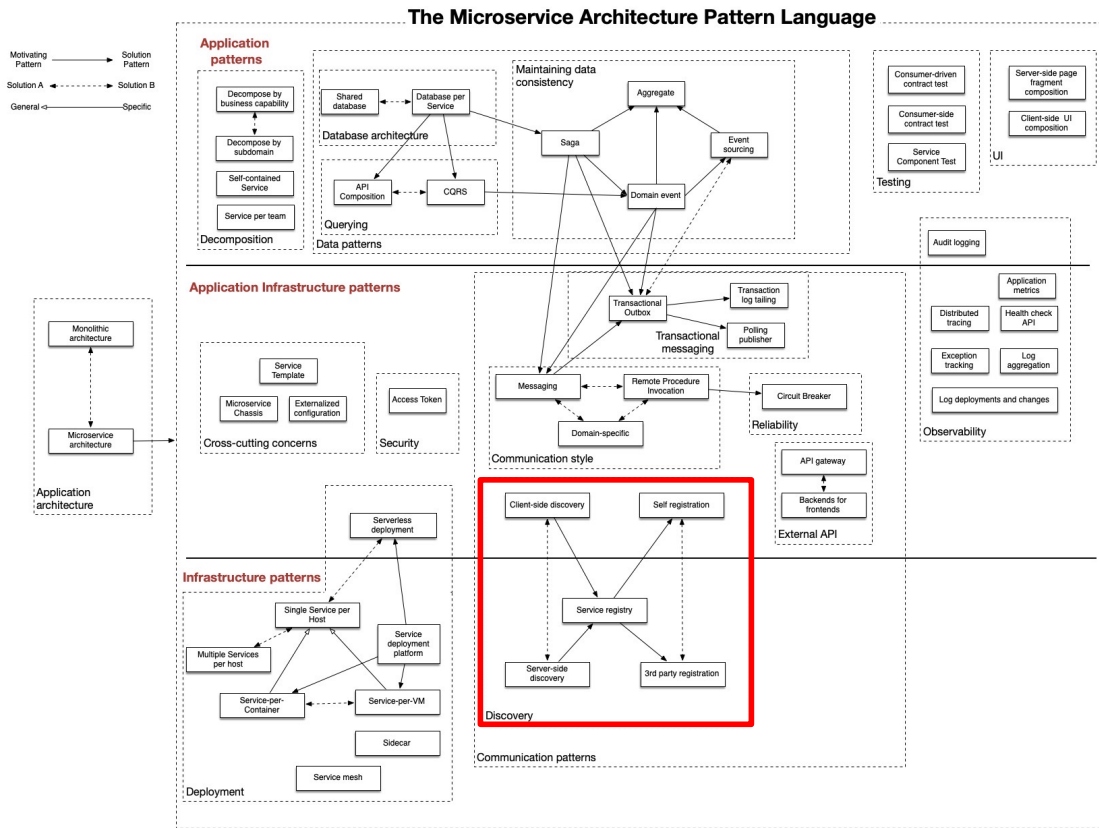 The Microservice Architecture Pattern Language
Motivating
Pattern
Solution
Pattern
Solution A
Solution B
General
Specific
Application
patterns
Decompose by
business capability
Decompose by
subdomain
Self-contained
Service
Service per team
Decomposition
Shared
database
Database per
Service
Database architecture
API
Composition
CQRS
Querying
Data patterns
Maintaining data
consistency
Aggregate
Saga
Event
sourcing
Domain event
Consumer-driven
contract test
Consumer-side
contract test
Service
Component Test
Testing
Server-side page
fragment
composition
Client-side UI
composition
UI
Application Infrastructure patterns
Monolithic
architecture
Microservice
architecture
Application
architecture
Service
Template
Microservice
Chassis
Externalized
configuration
Cross-cutting concerns
Access Token
Security
Transactional
Outbox
Transaction
log tailing
Polling
publisher
Transactional
messaging
Messaging
Remote Procedure
Invocation
Domain-specific
Communication style
Circuit Breaker
Reliability
API gateway
Backends for
frontends
External API
Audit logging
Application
metrics
Distributed
tracing
Health check
API
Exception
tracking
Log
aggregation
Log deployments and changes
Observability
Client-side discovery
Self registration
Service registry
Server-side
discovery
3rd party registration
Discovery
Communication patterns
Infrastructure patterns
Serverless
deployment
Single Service per
Host
Multiple Services
per host
Service
deployment
platform
Service-per-
Container
Service-per-VM
Sidecar
Service mesh
Deployment